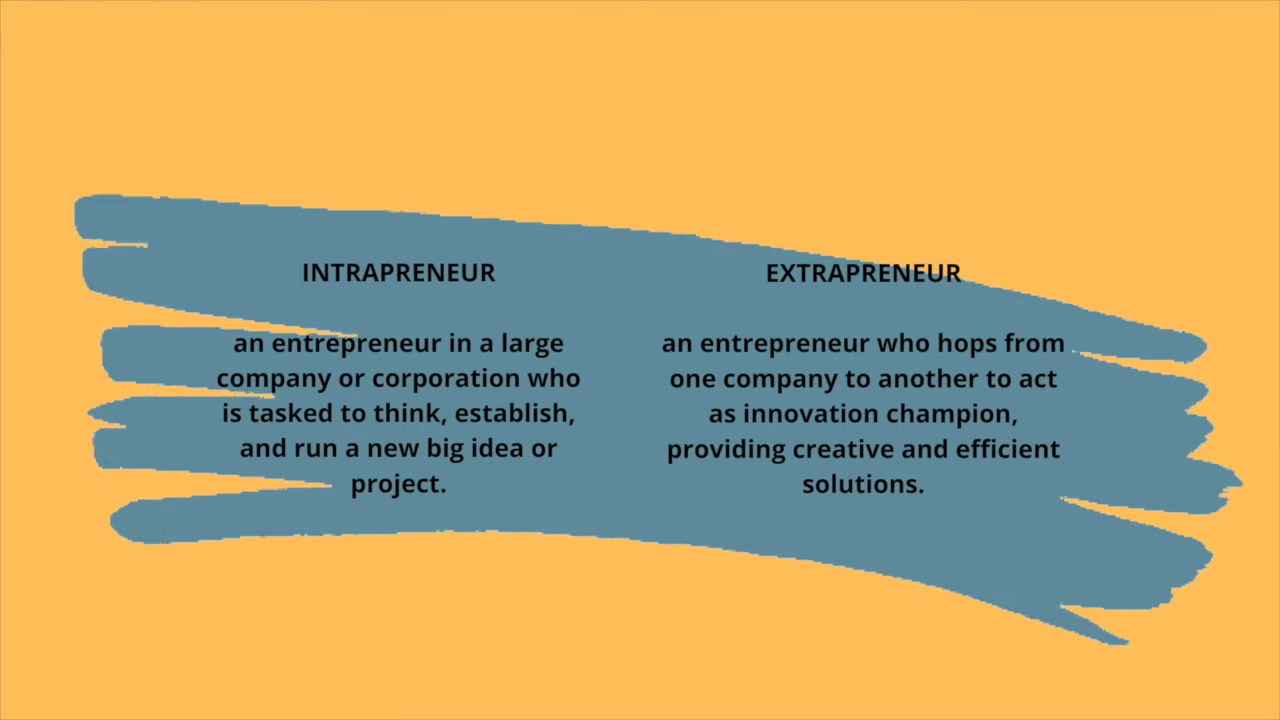 INTRAPRENEUR
an entrepreneur in a large
company or corporation who
is tasked to think, establish,
and run a new big idea or
project.
EXTRAPRENEUR
an entrepreneur who hops from
one company to another to act
as innovation champion,
providing creative and efficient
solutions.